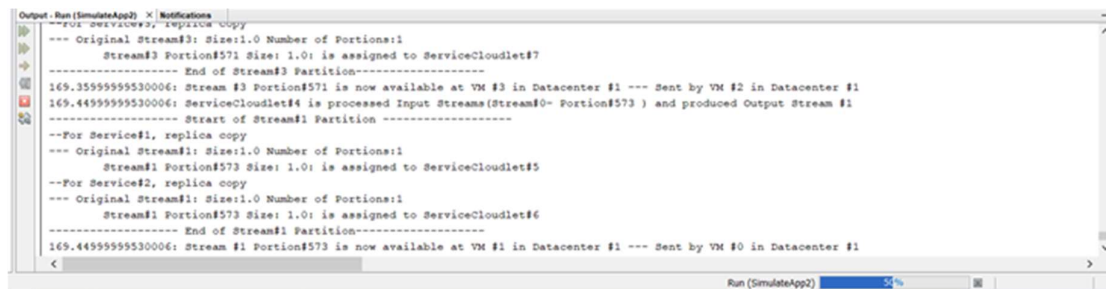 Output - Run (SimulateApp2) × Notifications
--For Service#3, replica copy
--- Original Stream#3: Size:1.0 Number of Portions:1
Stream#3 Portion#571 Size: 1.0: is assigned to ServiceCloudlet#7
------------------ End of Stream#3 Partition------------------
169.35999999530006: Stream #3 Portion#571 is now available at VM #3 in Datacenter #1 --- Sent by VM #2 in Datacenter #1
169.44999999530006: ServiceCloudlet#4 is processed Input Streams(Stream#0- Portion#573 ) and produced Output Stream #1
------------------ Strart of Stream#1 Partition ------------------
--For Service#1, replica copy
--- Original Stream#1: Size:1.0 Number of Portions:1
Stream#1 Portion#573 Size: 1.0: is assigned to ServiceCloudlet#5
--For Service#2, replica copy
--- Original Stream#1: Size:1.0 Number of Portions:1
Stream#1 Portion#573 Size: 1.0: is assigned to ServiceCloudlet#6
------------------ End of Stream#1 Partition------------------
169.44999999530006: Stream #1 Portion#573 is now available at VM #1 in Datacenter #1 --- Sent by VM #0 in Datacenter #1
Run (SimulateApp2) 50%